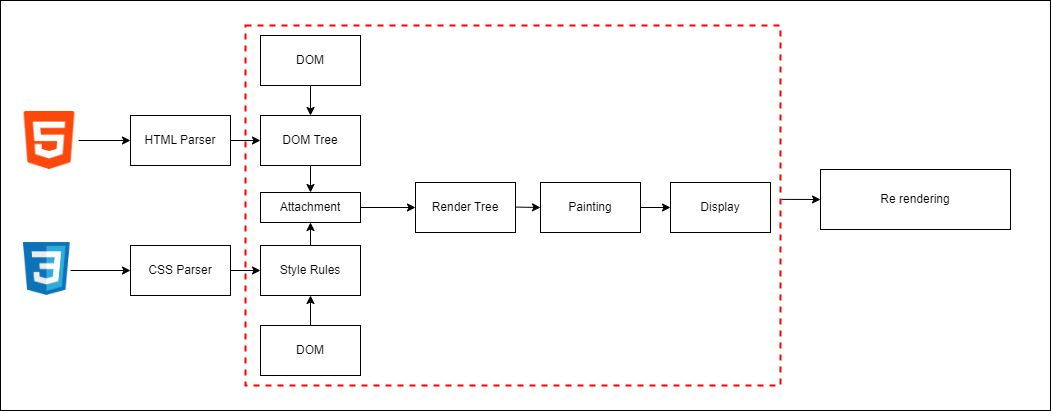 DOM
5
HTML Parser
DOM Tree
Attachment
Render Tree
Painting
Display
Re rendering
3
CSS Parser
Style Rules
DOM